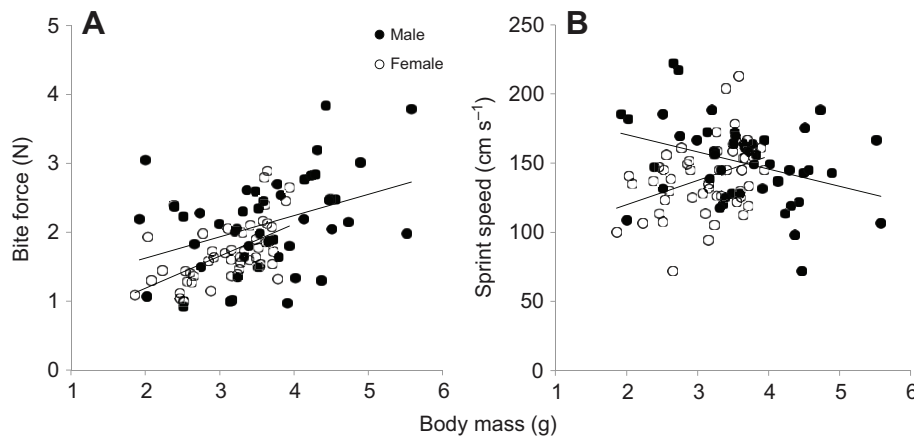 A
B
Male
Female
Bite force (N)
5
4
3
2
1
0
1 2 3 4 5 6
Sprint speed (cm s⁻¹)
250
200
150
100
50
0
1 2 3 4 5 6
Body mass (g)